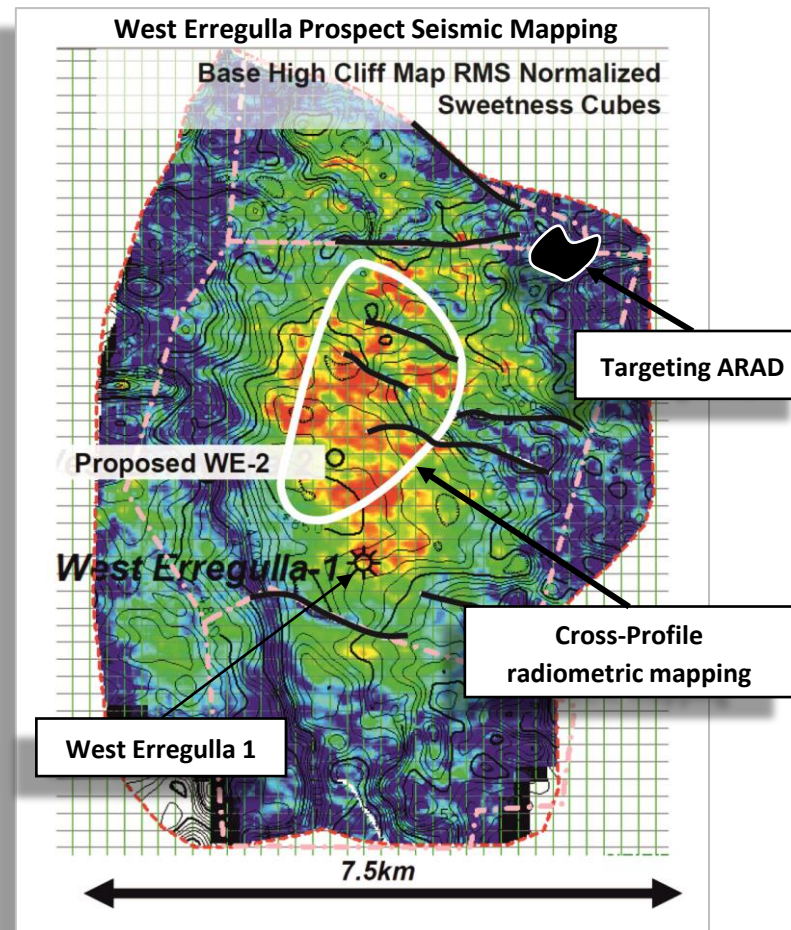 West Erregulla Prospect Seismic Mapping
Base High Cliff Map RMS Normalized
Sweetness Cubes
Targeting ARAD
Proposed WE-2
West Erregulla-1
Cross-Profile
radiometric mapping
West Erregulla 1
7.5km